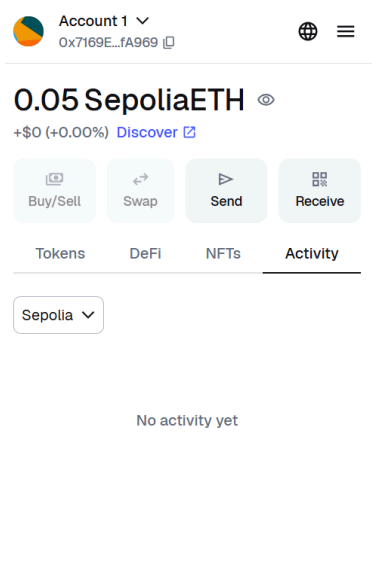 Account 1
0x7169E...fA969
0.05 SepoliaETH
+$0 (+0.00%) Discover
Buy/Sell
Swap
Send
Receive
Tokens
DeFi
NFTs
Activity
Sepolia
No activity yet